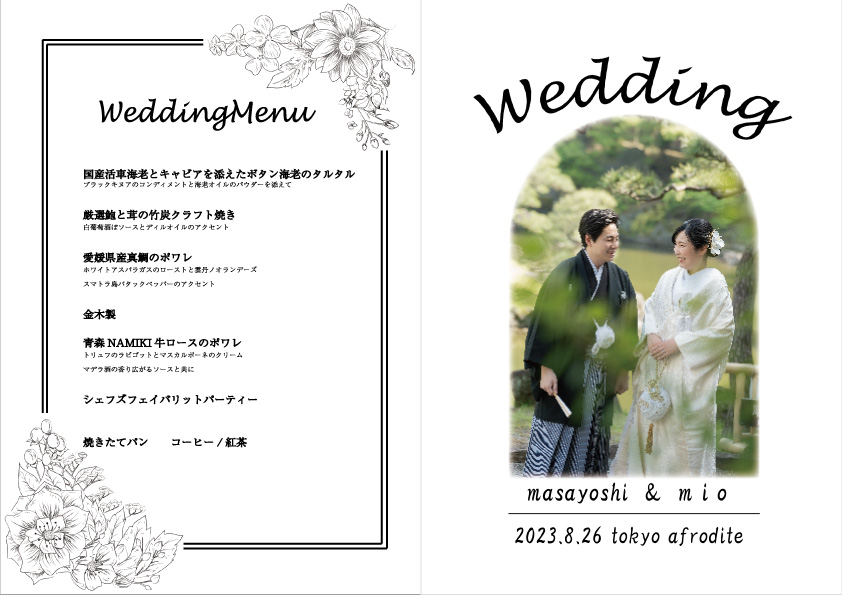 WeddingMenu
国産活車海老とキャビアを添えたボタン海老のタルタル
ブラックキヌアのコンディメントと海老オイルのパウダーを添えて
厳選鮑と茸の竹炭クラフト焼き
白葡萄酒ぽソースとディルオイルのアクセント
愛媛県産真鯛のポワレ
ホワイトアスパラガスのローストと雲丹ノオランデーズ
スマトラ島バタックペッパーのアクセント
金木製
青森 NAMIKI 牛ロースのポワレ
トリュフのラビゴットとマスカルポーネのクリーム
マデラ酒の香り広がるソースと共に
シェフズフェイバリットパーティー
焼きたてパン　　コーヒー / 紅茶
Wedding
masayoshi & mio
2023.8.26 tokyo afrodite